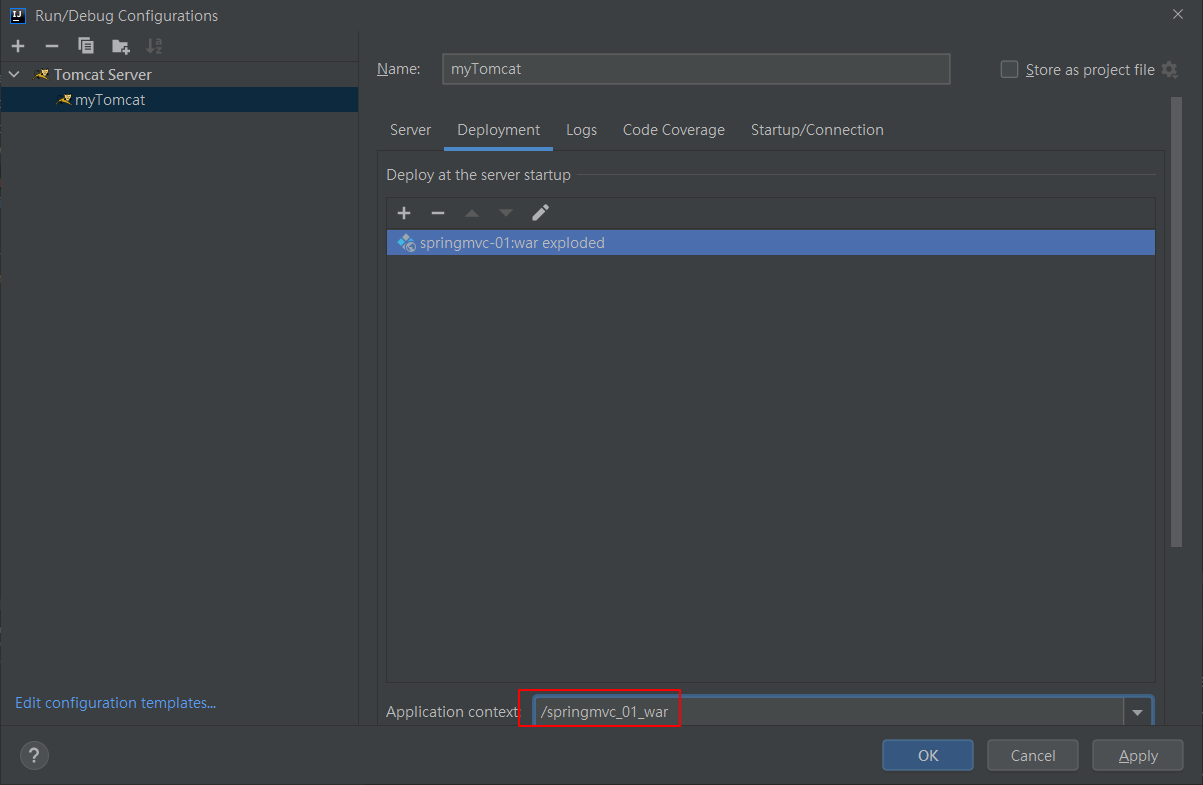 Run/Debug Configurations
Tomcat Server
myTomcat
Edit configuration templates...
Name: myTomcat
Store as project file
Server Deployment Logs Code Coverage Startup/Connection
Deploy at the server startup
springmvc-01:war exploded
Application context: /springmvc_01_war
? OK Cancel Apply